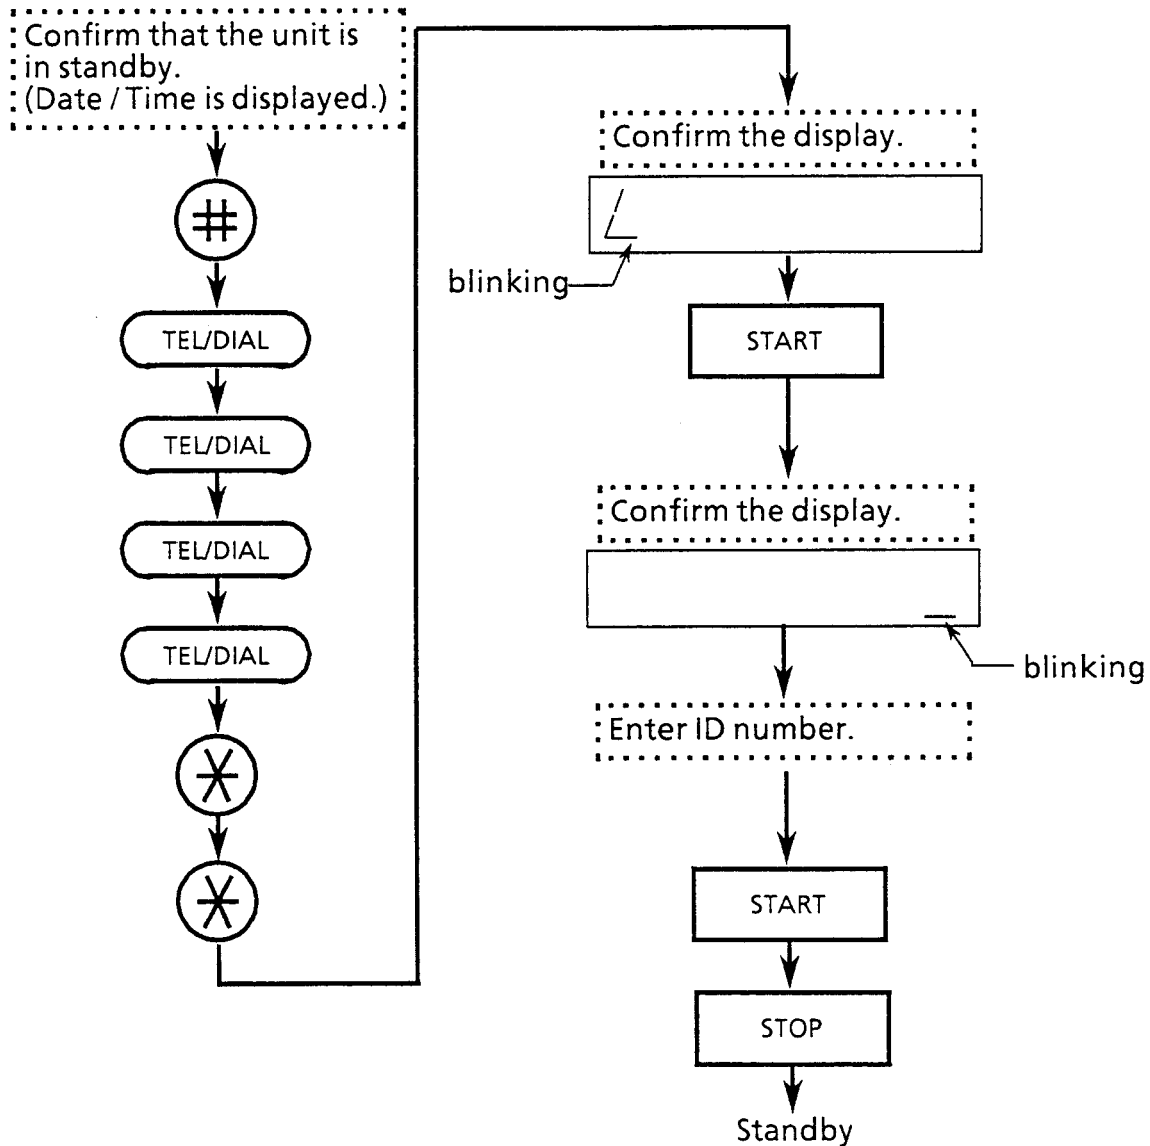 Confirm that the unit is
in standby.
(Date / Time is displayed.)
#
TEL/DIAL
TEL/DIAL
TEL/DIAL
TEL/DIAL
*
*
Confirm the display.
∠
blinking
START
Confirm the display.
_
blinking
Enter ID number.
START
STOP
Standby